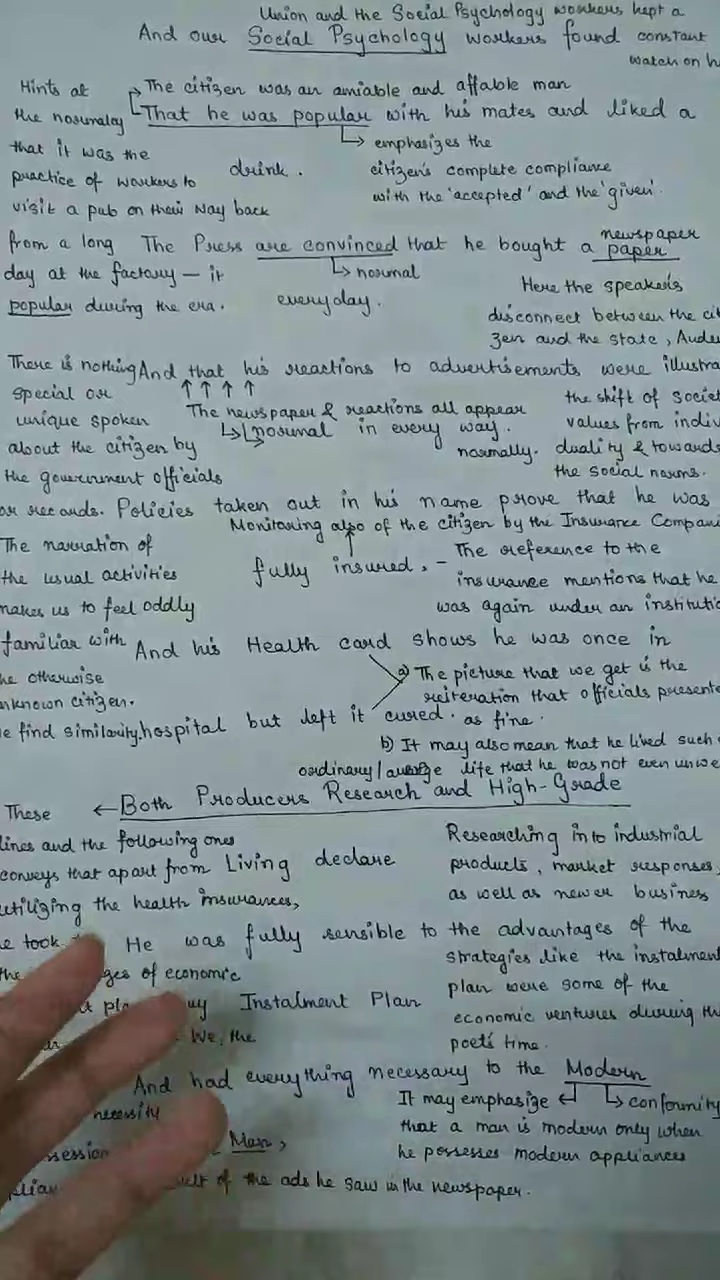 Union and the Social Psychology workers kept a
And our Social Psychology workers found constant
watch on
Hints at The citizen was an amiable and affable man
the normalcy That he was popular with his mates and liked a
that it was the emphasizes the
practice of workers to drink. citizen's complete compliance
visit a pub on their way back with the 'accepted' and the 'given'.
newspaper
from a long The Press are convinced that he bought a paper
day at the factory — it normal Here the speaker's
popular during the era. everyday. disconnect between the
and the state,
There is nothing And that his reactions to advertisements were
special or the shift of
unique spoken The newspaper & reactions all appear values from
about the citizen by normal in every way. normally. duality & towards
the government officials the social norms.
or records. Policies taken out in his name prove that he was
Monitoring also of the citizen by the Insurance
The narration of fully insured, - The reference to the
the usual activities insurance mentions that he
makes us to feel oddly was again under an
familiar with And his Health card shows he was once in
otherwise a) The picture that we get is the
citizen. reiteration that officials
find similarity. hospital but left it cured. as fine.
b) It may also mean that he lived such
ordinary/average life that he was not even
These Both Producers Research and High-Grade
lines and the following ones Researching into industrial
conveys that apart from Living declare products, market responses,
utilizing the health insurances, as well as newer business
took He was fully sensible to the advantages of the
of economic strategies like the instalment
Instalment Plan plan were some of the
We, the economic ventures during
poet's time.
And had everything necessary to the Modern
necessity It may emphasize conformity
that a man is modern only when
Man, he possesses modern appliances
of the ads he saw in the newspaper.